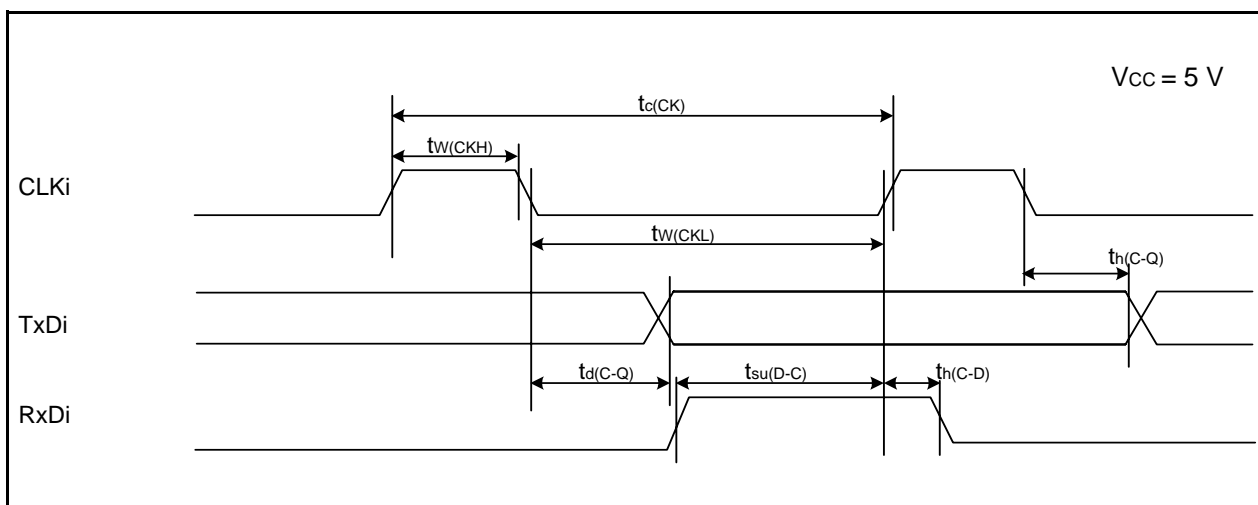 VCC = 5 V
tc(CK)
tW(CKH)
CLKi
tW(CKL)
th(C-Q)
TxDi
td(C-Q)
tsu(D-C)
th(C-D)
RxDi